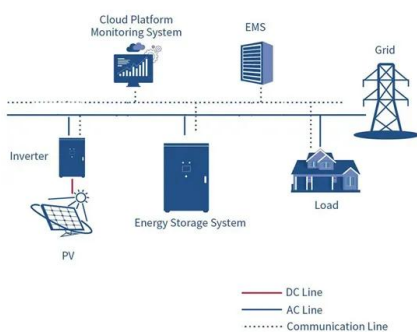 Cloud Platform
Monitoring System
EMS
Grid
Inverter
Energy Storage System
Load
PV
DC Line
AC Line
Communication Line